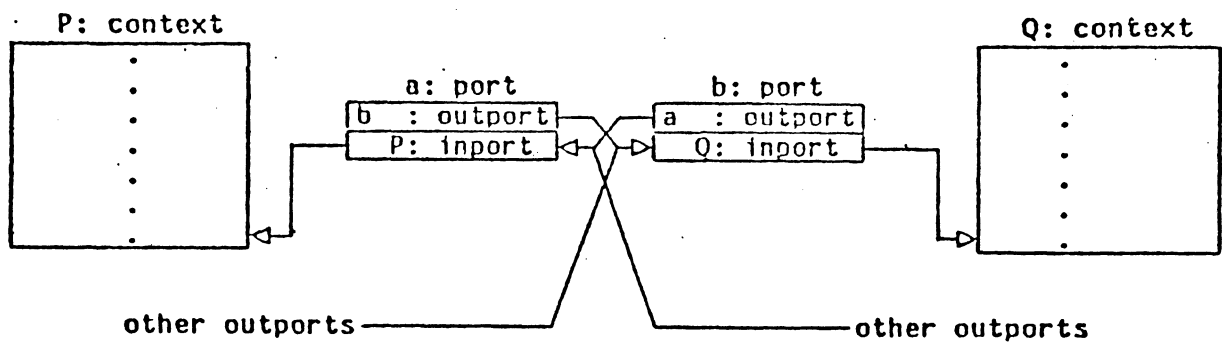 P: context
Q: context
a: port
b: port
b : outport
a : outport
P: inport
Q: inport
other outports
other outports